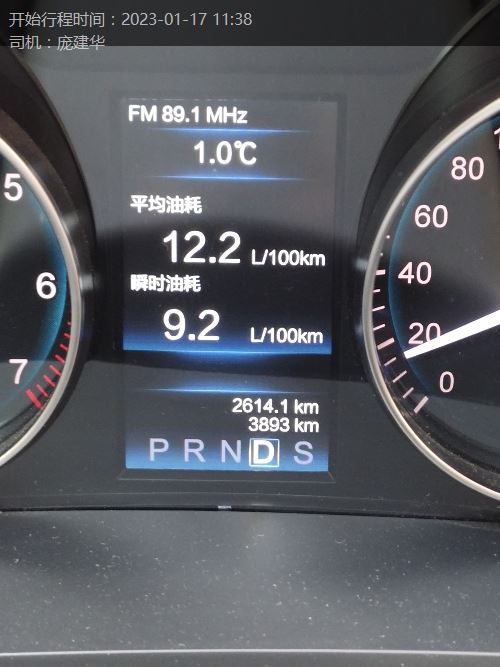 开始行程时间：2023-01-17 11:38
司机：庞建华
FM 89.1 MHz
1.0℃
平均油耗
12.2 L/100km
瞬时油耗
9.2 L/100km
2614.1 km
3893 km
P R N D S
5
6
7
80
60
40
20
0